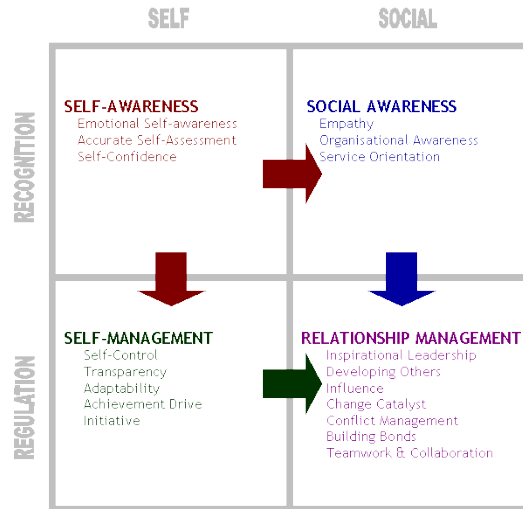 SELF
SOCIAL
RECOGNITION
SELF-AWARENESS
Emotional Self-awareness
Accurate Self-Assessment
Self-Confidence
SOCIAL AWARENESS
Empathy
Organisational Awareness
Service Orientation
REGULATION
SELF-MANAGEMENT
Self-Control
Transparency
Adaptability
Achievement Drive
Initiative
RELATIONSHIP MANAGEMENT
Inspirational Leadership
Developing Others
Influence
Change Catalyst
Conflict Management
Building Bonds
Teamwork & Collaboration